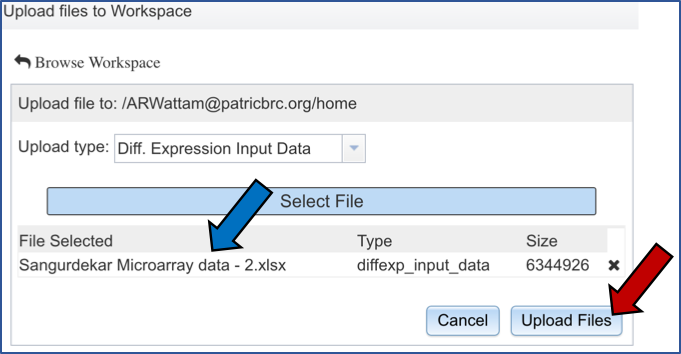 Upload files to Workspace
Browse Workspace
Upload file to: /ARWattam@patricbrc.org/home
Upload type: Diff. Expression Input Data
Select File
File Selected Type Size
Sangurdekar Microarray data - 2.xlsx diffexp_input_data 6344926
Cancel Upload Files